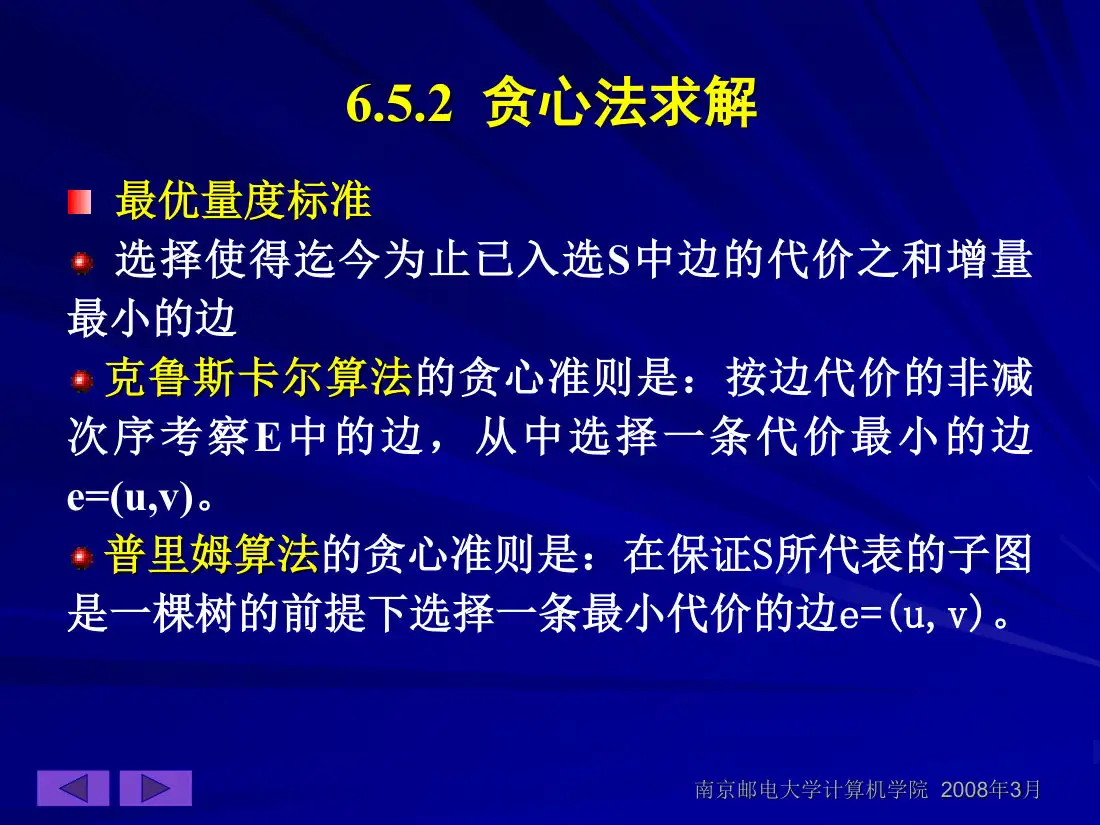 6.5.2 贪心法求解
最优量度标准
选择使得迄今为止已入选S中边的代价之和增量
最小的边
克鲁斯卡尔算法的贪心准则是：按边代价的非减
次序考察E中的边，从中选择一条代价最小的边
e=(u,v)。
普里姆算法的贪心准则是：在保证S所代表的子图
是一棵树的前提下选择一条最小代价的边e=(u,v)。
南京邮电大学计算机学院 2008年3月